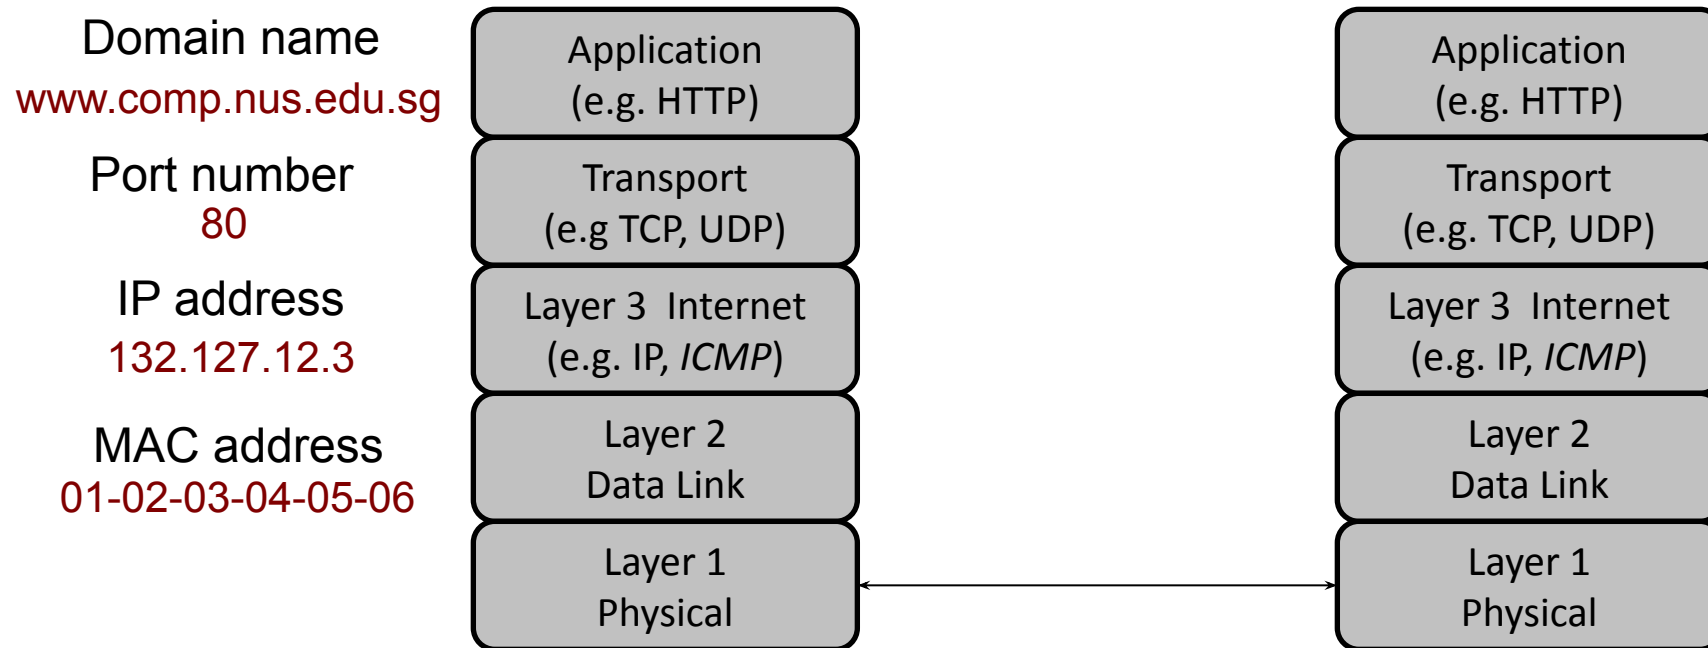 Domain name
www.comp.nus.edu.sg
Port number
80
IP address
132.127.12.3
MAC address
01-02-03-04-05-06
Application
(e.g. HTTP)
Transport
(e.g TCP, UDP)
Layer 3  Internet
(e.g. IP, ICMP)
Layer 2
Data Link
Layer 1
Physical
Application
(e.g. HTTP)
Transport
(e.g. TCP, UDP)
Layer 3  Internet
(e.g. IP, ICMP)
Layer 2
Data Link
Layer 1
Physical